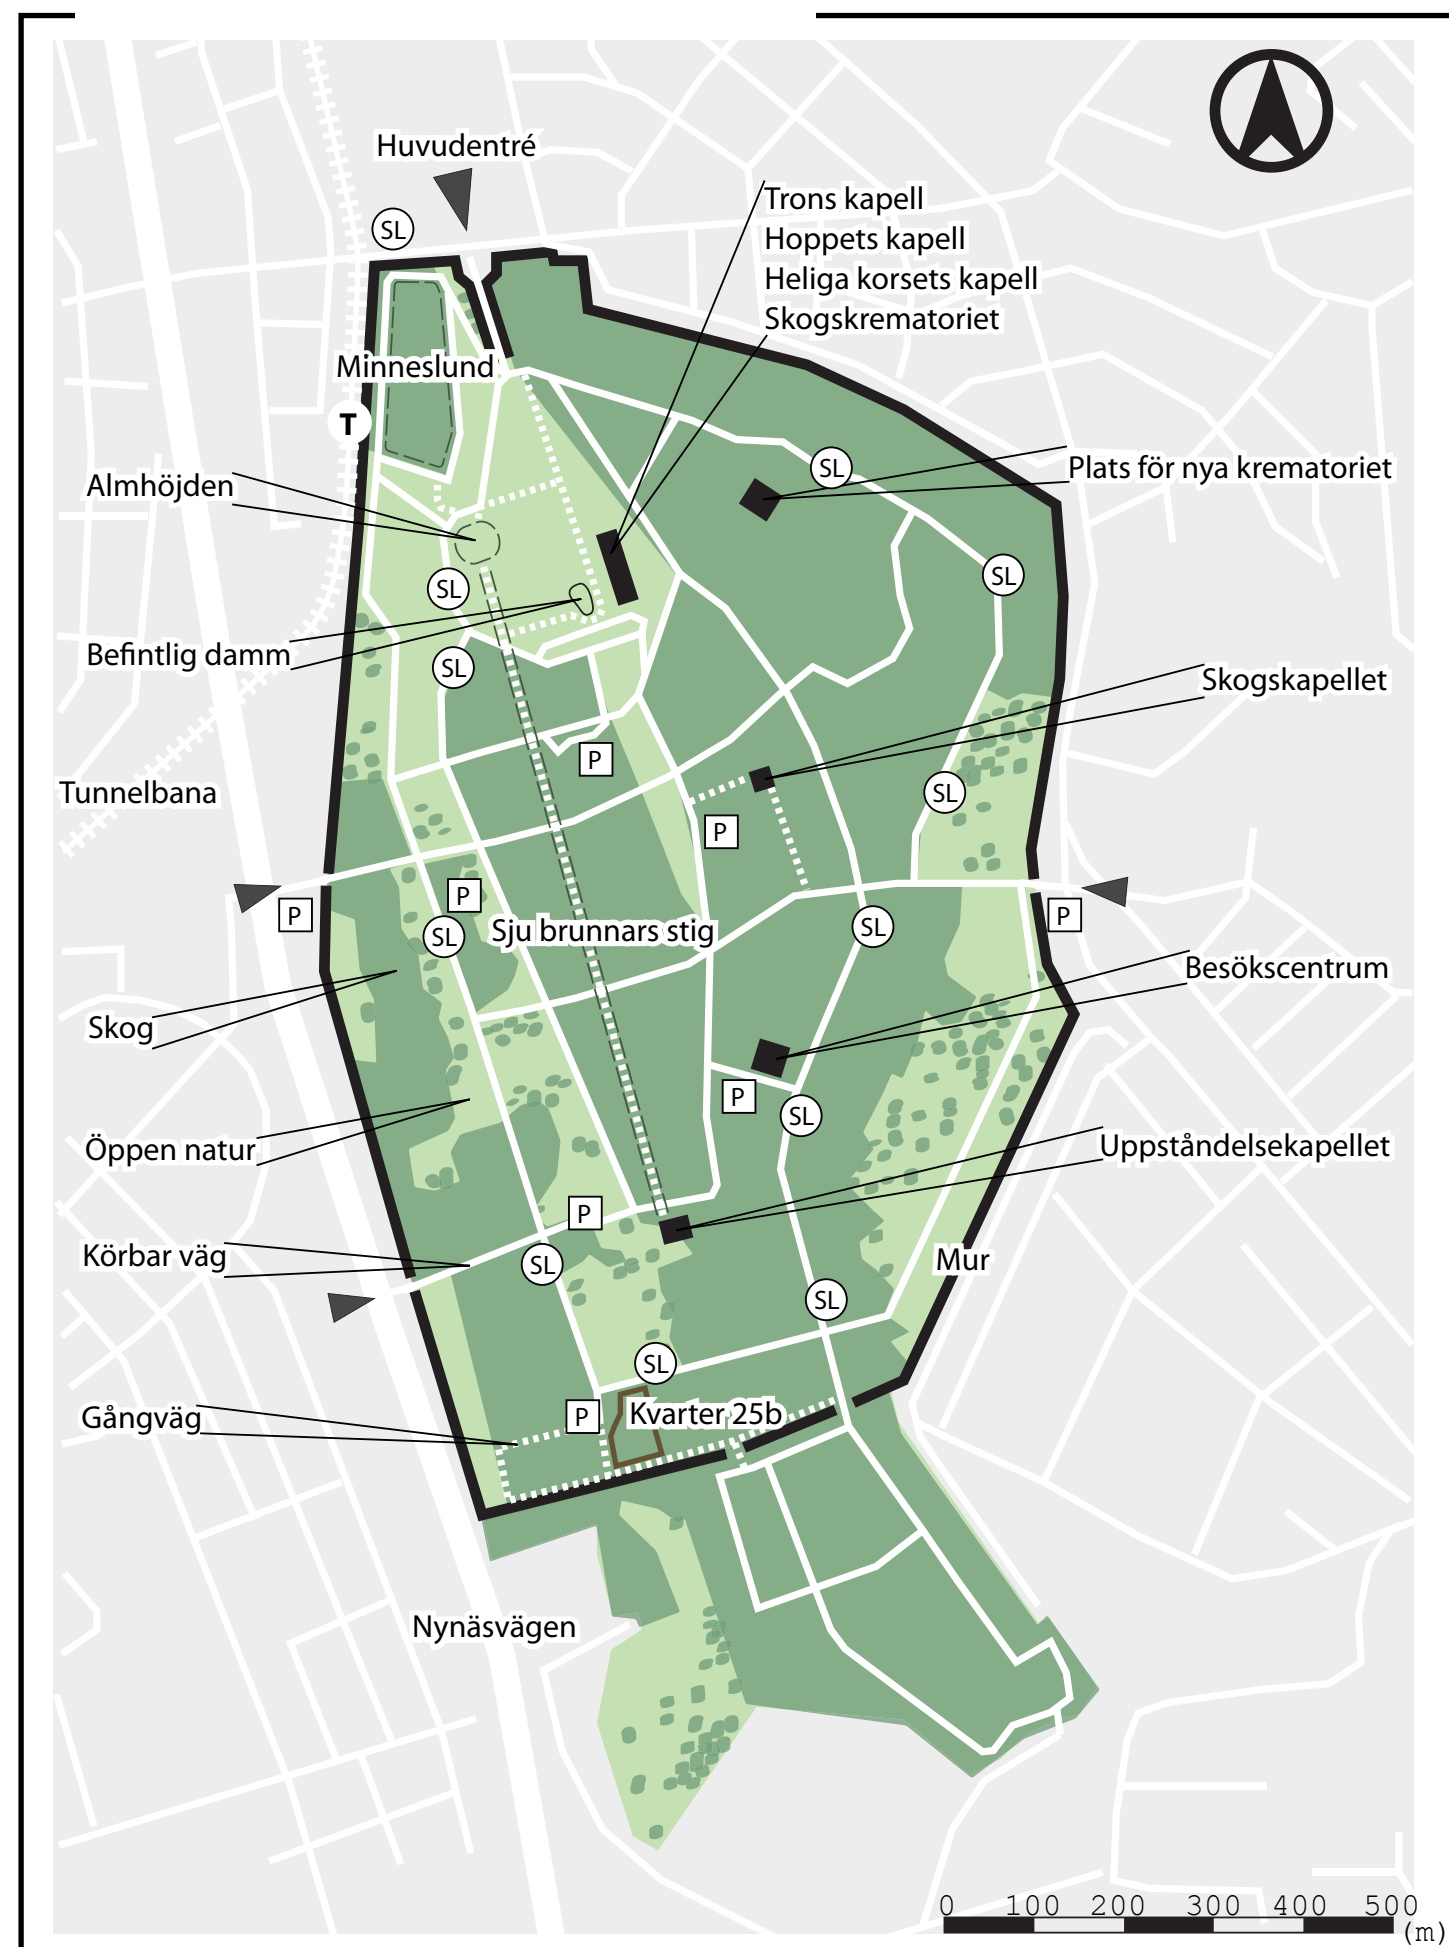 Huvudentré
SL
Trons kapell
Hoppets kapell
Heliga korsets kapell
Skogskrematoriet
Minneslund
T
SL
Plats för nya krematoriet
Almhöjden
SL
SL
Befintlig damm
SL
Skogskapellet
P
Tunnelbana
SL
P
P
P
P
SL
Sju brunnars stig
SL
Besökscentrum
Skog
P
SL
Öppen natur
Uppståndelsekapellet
P
Körbar väg
SL
Mur
SL
SL
Gångväg
P
Kvarter 25b
Nynäsvägen
0 100 200 300 400 500
(m)